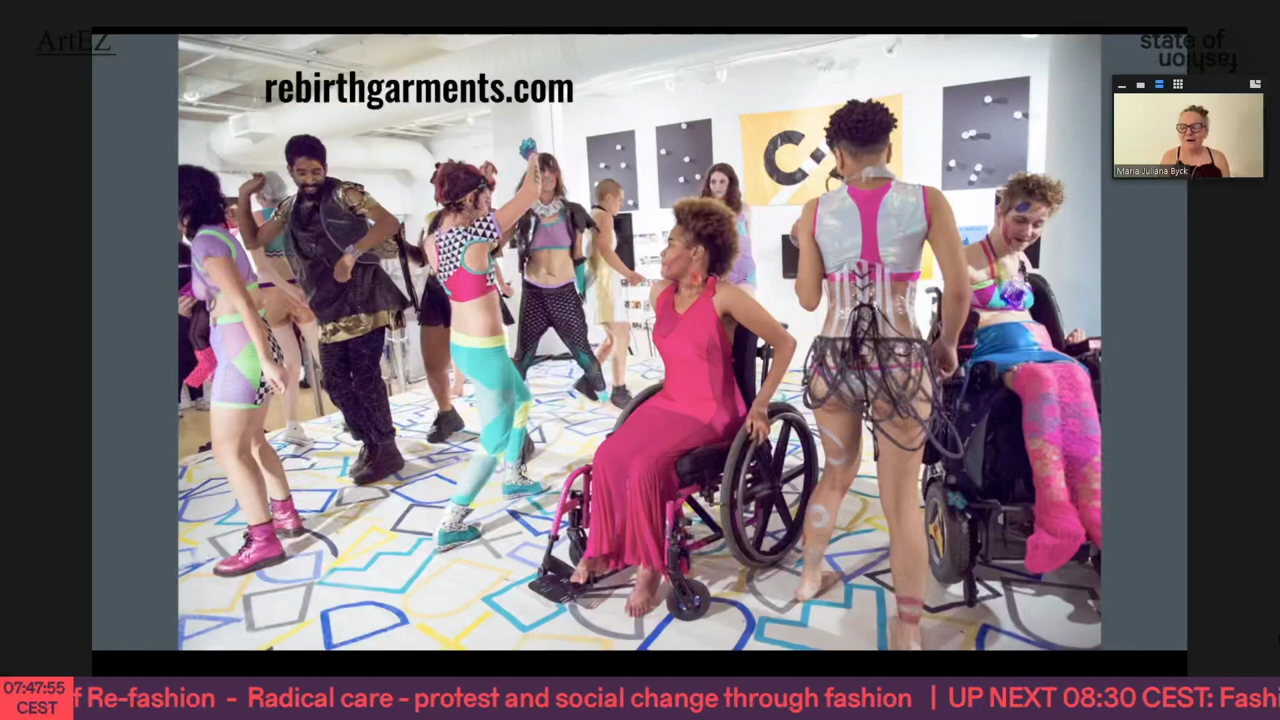 ArtEZ
state of
fashion
rebirthgarments.com
Maria Juliana Byck
07:47:55
CEST
f Re-fashion - Radical care - protest and social change through fashion | UP NEXT 08:30 CEST: Fash